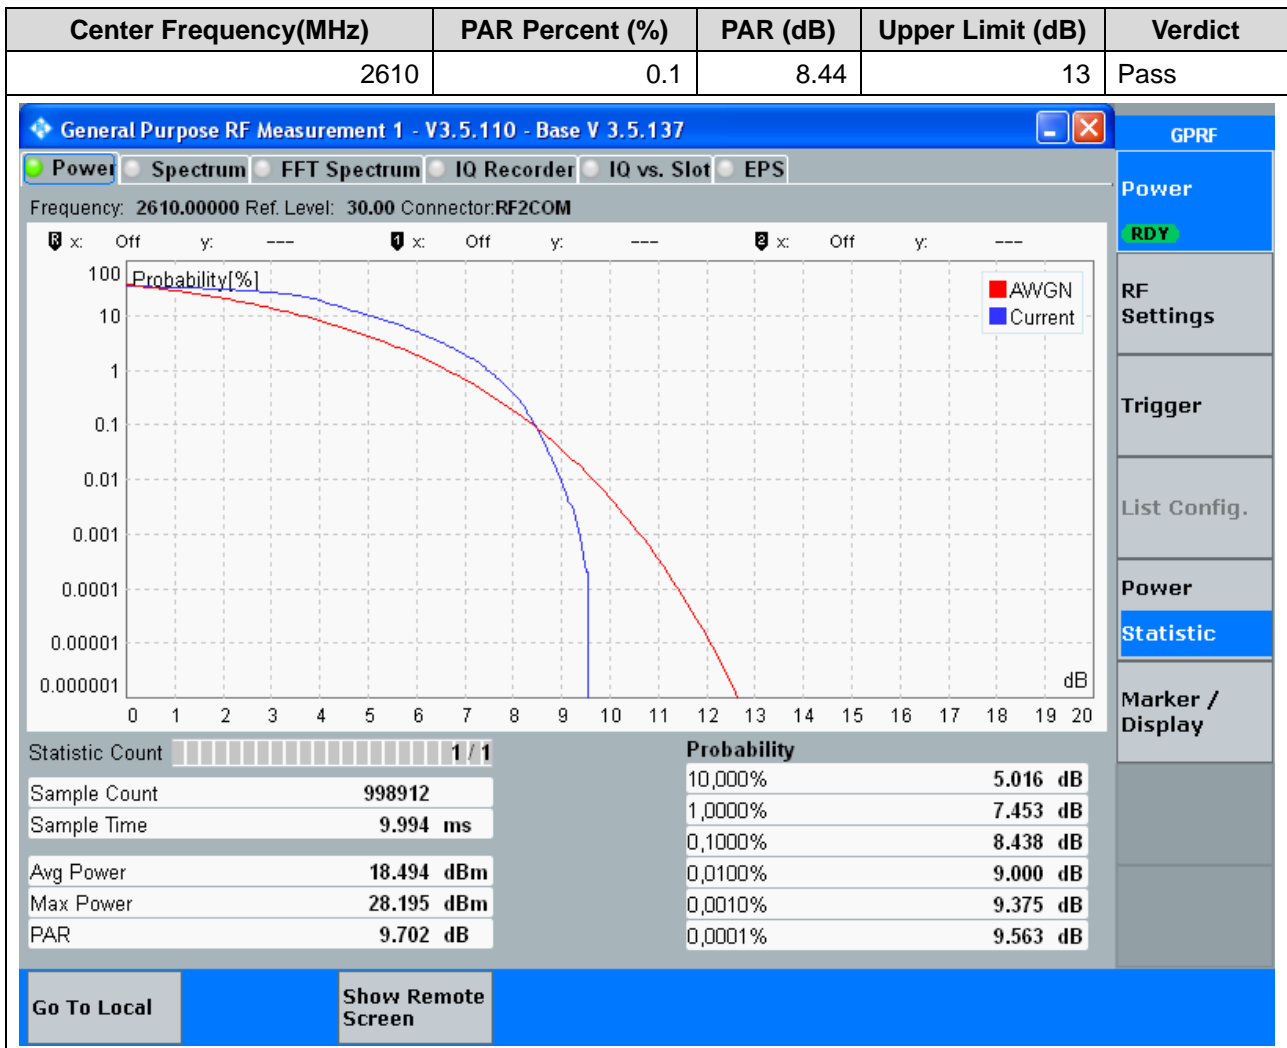 Center Frequency(MHz) PAR Percent (%) PAR (dB) Upper Limit (dB) Verdict
2610 0.1 8.44 13 Pass
General Purpose RF Measurement 1 - V3.5.110 - Base V 3.5.137
GPRF
Power Spectrum FFT Spectrum IQ Recorder IQ vs. Slot EPS
Frequency: 2610.00000 Ref. Level: 30.00 Connector:RF2COM
R x: Off y: --- 1 x: Off y: --- 2 x: Off y: ---
Probability[%]
AWGN
Current
100
10
1
0.1
0.01
0.001
0.0001
0.00001
0.000001
dB
0 1 2 3 4 5 6 7 8 9 10 11 12 13 14 15 16 17 18 19 20
Statistic Count 1 / 1
Sample Count 998912
Sample Time 9.994 ms
Avg Power 18.494 dBm
Max Power 28.195 dBm
PAR 9.702 dB
Probability
10,000% 5.016 dB
1,0000% 7.453 dB
0,1000% 8.438 dB
0,0100% 9.000 dB
0,0010% 9.375 dB
0,0001% 9.563 dB
Power
RDY
RF
Settings
Trigger
List Config.
Power
Statistic
Marker /
Display
Go To Local
Show Remote
Screen